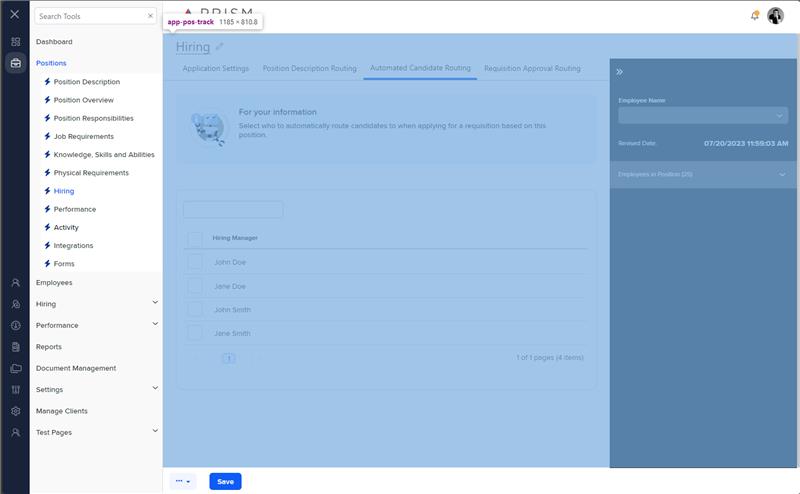 Search Tools
Dashboard
Positions
Position Description
Position Overview
Position Responsibilities
Job Requirements
Knowledge, Skills and Abilities
Physical Requirements
Hiring
Performance
Activity
Integrations
Forms
Employees
Hiring
Performance
Reports
Document Management
Settings
Manage Clients
Test Pages
PRISM
app-pos-track 1185 × 810.8
Hiring
Application Settings Position Description Routing Automated Candidate Routing Requisition Approval Routing
For your information
Select who to automatically route candidates to when applying for a requisition based on this
position.
Hiring Manager
John Doe
Jane Doe
John Smith
Jane Smith
1
1 of 1 pages (4 items)
Employee Name
Revised Date: 07/20/2023 11:59:03 AM
Employees in Position (25)
Save